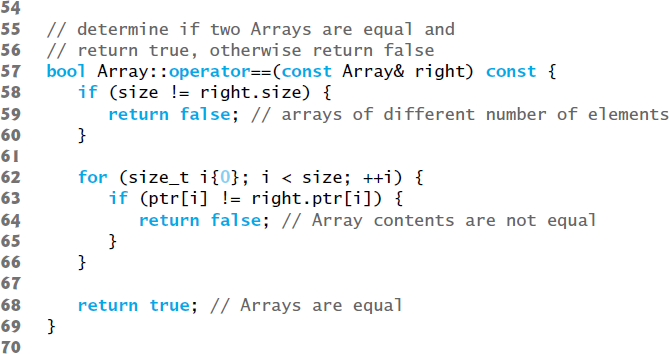 54
55 // determine if two Arrays are equal and
56 // return true, otherwise return false
57 bool Array::operator==(const Array& right) const {
58    if (size != right.size) {
59       return false; // arrays of different number of elements
60    }
61
62    for (size_t i{0}; i < size; ++i) {
63       if (ptr[i] != right.ptr[i]) {
64          return false; // Array contents are not equal
65       }
66    }
67
68    return true; // Arrays are equal
69 }
70